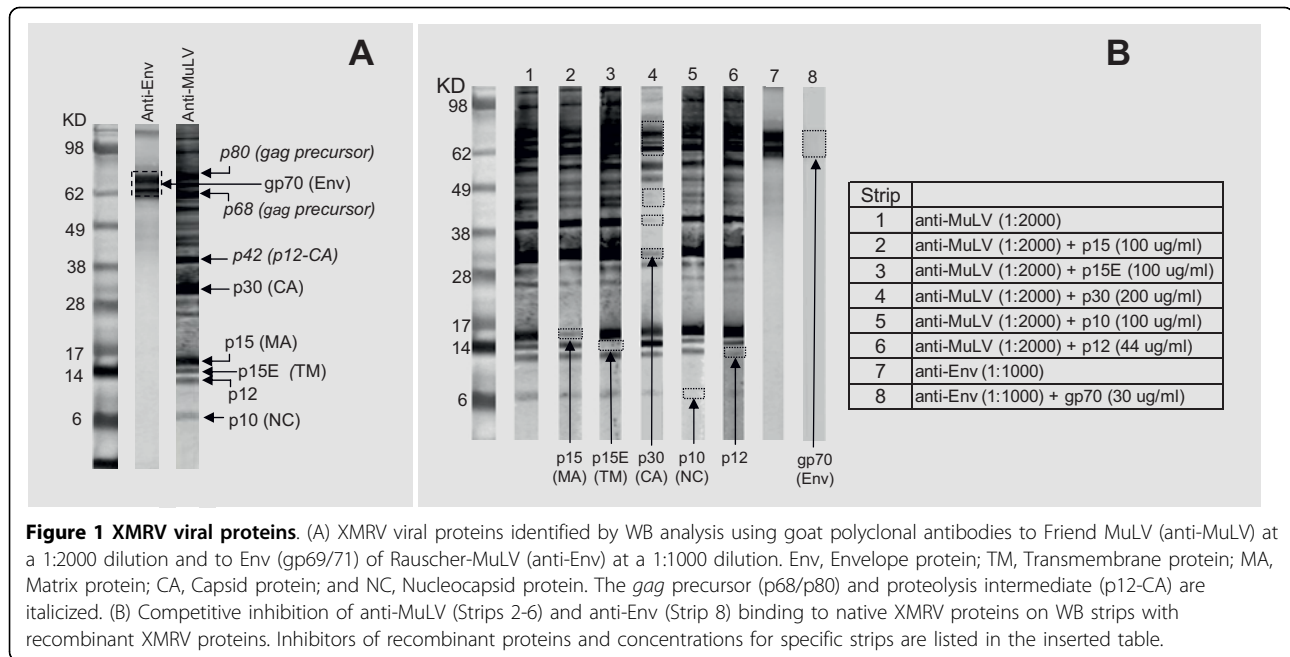 A
Anti-Env
Anti-MuLV
KD
98
62
49
38
28
17
14
6
p80 (gag precursor)
gp70 (Env)
p68 (gag precursor)
p42 (p12-CA)
p30 (CA)
p15 (MA)
p15E (TM)
p12
p10 (NC)
B
1 2 3 4 5 6 7 8
KD
98
62
49
38
28
17
14
6
p15 (MA)
p15E (TM)
p30 (CA)
p10 (NC)
p12
gp70 (Env)
Strip
1 anti-MuLV (1:2000)
2 anti-MuLV (1:2000) + p15 (100 ug/ml)
3 anti-MuLV (1:2000) + p15E (100 ug/ml)
4 anti-MuLV (1:2000) + p30 (200 ug/ml)
5 anti-MuLV (1:2000) + p10 (100 ug/ml)
6 anti-MuLV (1:2000) + p12 (44 ug/ml)
7 anti-Env (1:1000)
8 anti-Env (1:1000) + gp70 (30 ug/ml)
Figure 1 XMRV viral proteins. (A) XMRV viral proteins identified by WB analysis using goat polyclonal antibodies to Friend MuLV (anti-MuLV) at
a 1:2000 dilution and to Env (gp69/71) of Rauscher-MuLV (anti-Env) at a 1:1000 dilution. Env, Envelope protein; TM, Transmembrane protein; MA,
Matrix protein; CA, Capsid protein; and NC, Nucleocapsid protein. The gag precursor (p68/p80) and proteolysis intermediate (p12-CA) are
italicized. (B) Competitive inhibition of anti-MuLV (Strips 2-6) and anti-Env (Strip 8) binding to native XMRV proteins on WB strips with
recombinant XMRV proteins. Inhibitors of recombinant proteins and concentrations for specific strips are listed in the inserted table.